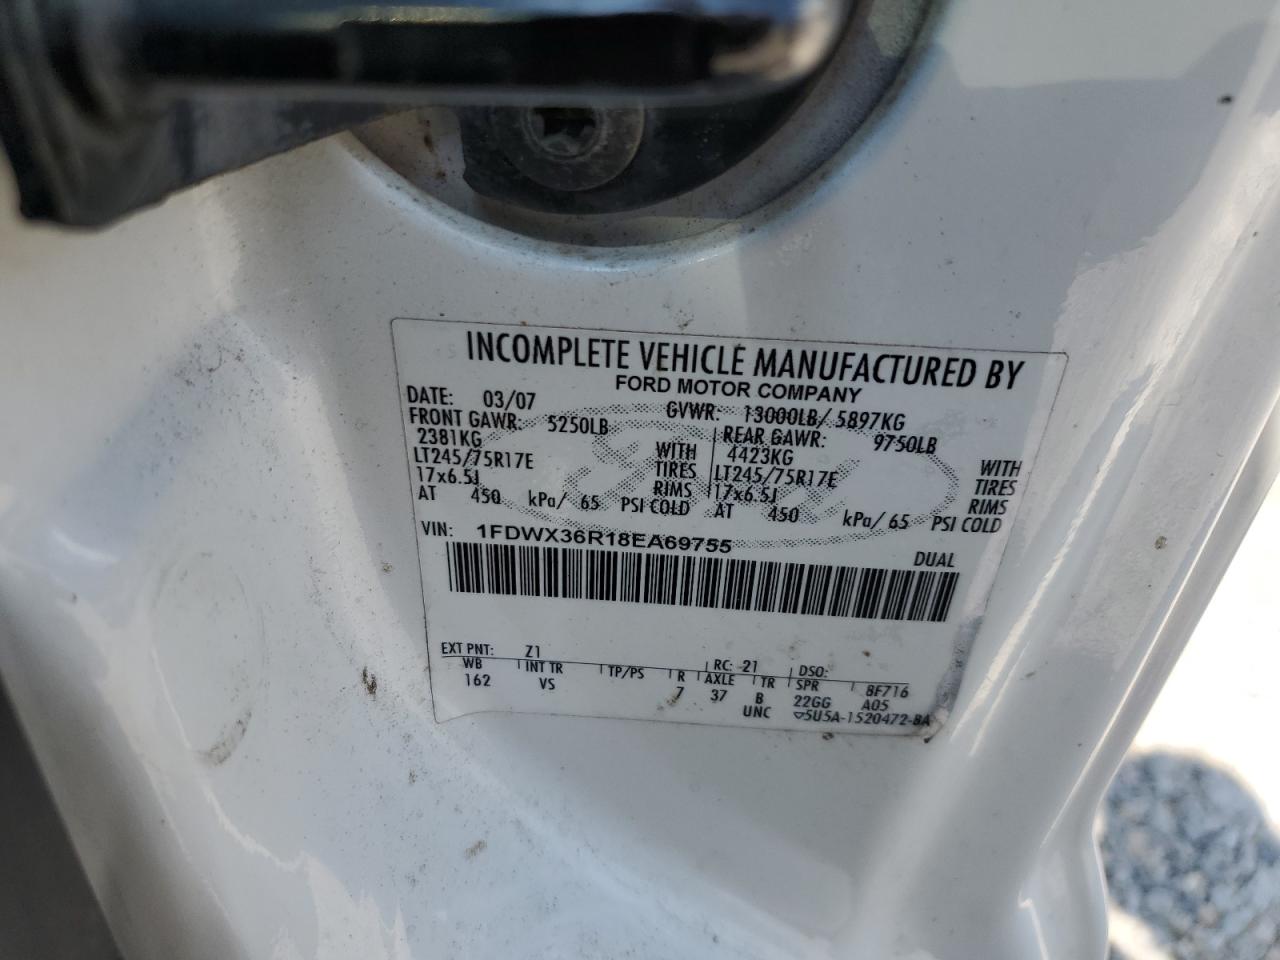 INCOMPLETE VEHICLE MANUFACTURED BY
FORD MOTOR COMPANY
DATE: 03/07 GVWR: 13000LB/ 5897KG
FRONT GAWR: 5250LB REAR GAWR: 9750LB
2381KG WITH 4423KG WITH
LT245/75R17E TIRES LT245/75R17E TIRES
17x6.5J RIMS 17x6.5J RIMS
AT 450 kPa/ 65 PSI COLD AT 450 kPa/ 65 PSI COLD
VIN: 1FDWX36R18EA69755 DUAL
EXT PNT: Z1 RC: 21 DSO:
WB INT TR TP/PS R AXLE TR SPR 8F716
162 VS 7 37 B 22GG A05
UNC ▽5U5A-1520472-BA